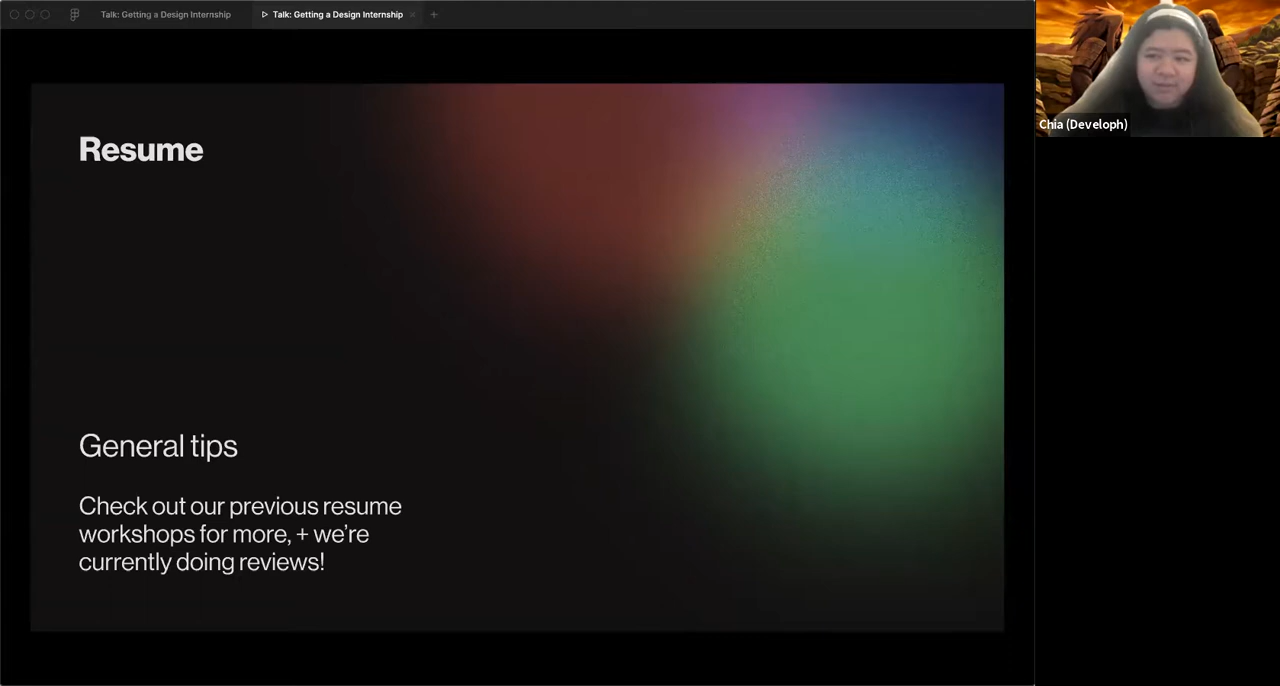 Talk: Getting a Design Internship
Talk: Getting a Design Internship
Chia (Developh)
Resume
General tips
Check out our previous resume
workshops for more, + we're
currently doing reviews!